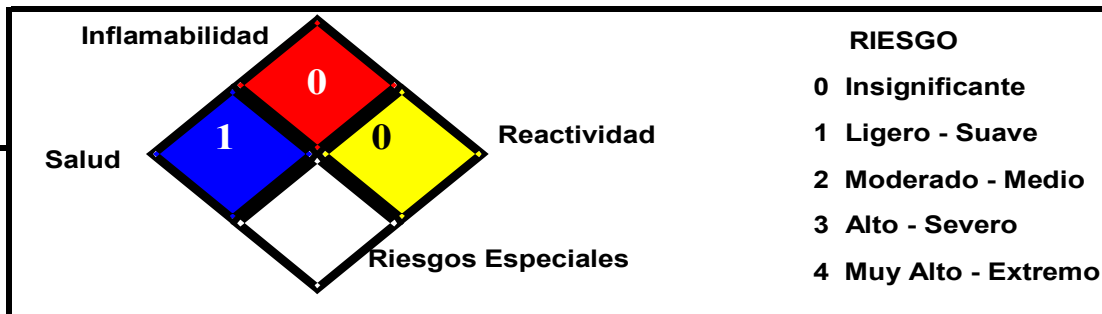 Inflamabilidad
0
1
0
Salud
Reactividad
Riesgos Especiales
RIESGO
0 Insignificante
1 Ligero - Suave
2 Moderado - Medio
3 Alto - Severo
4 Muy Alto - Extremo